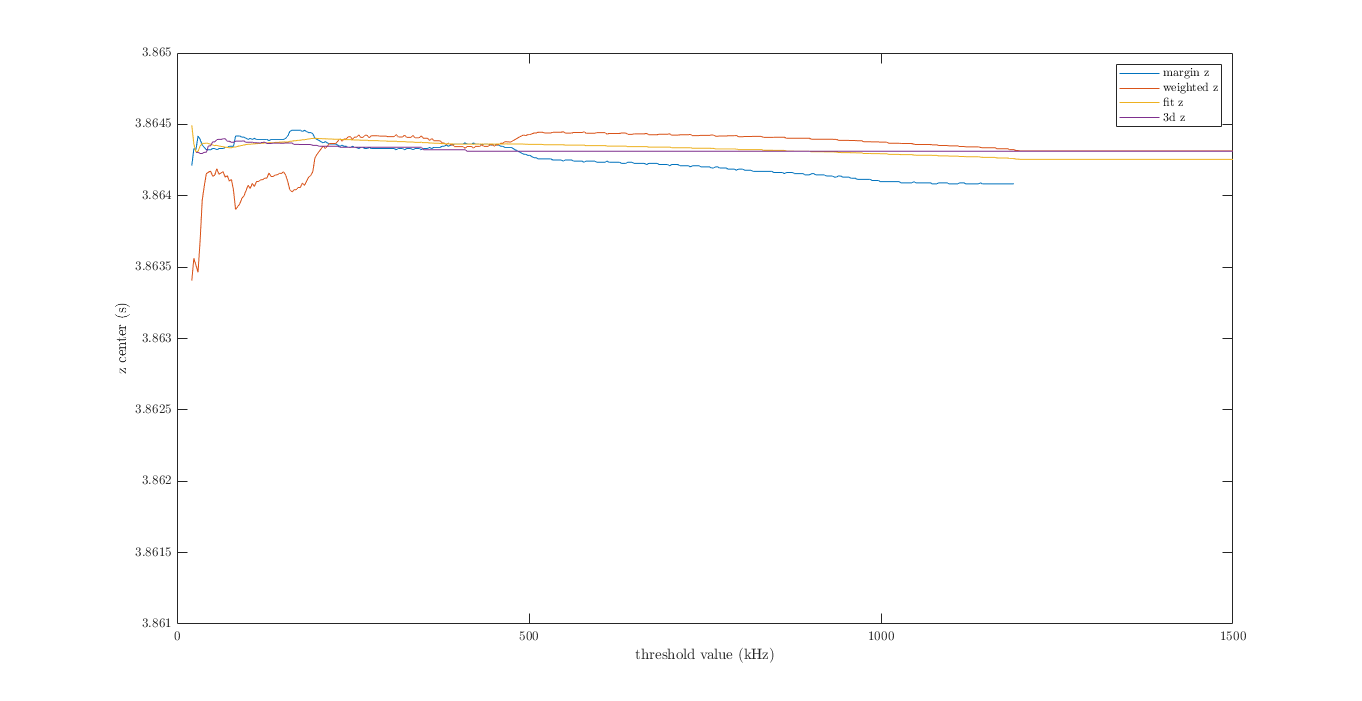 3.865
3.8645
3.864
3.8635
3.863
3.8625
3.862
3.8615
3.861
z center (s)
0
500
1000
1500
threshold value (kHz)
margin z
weighted z
fit z
3d z